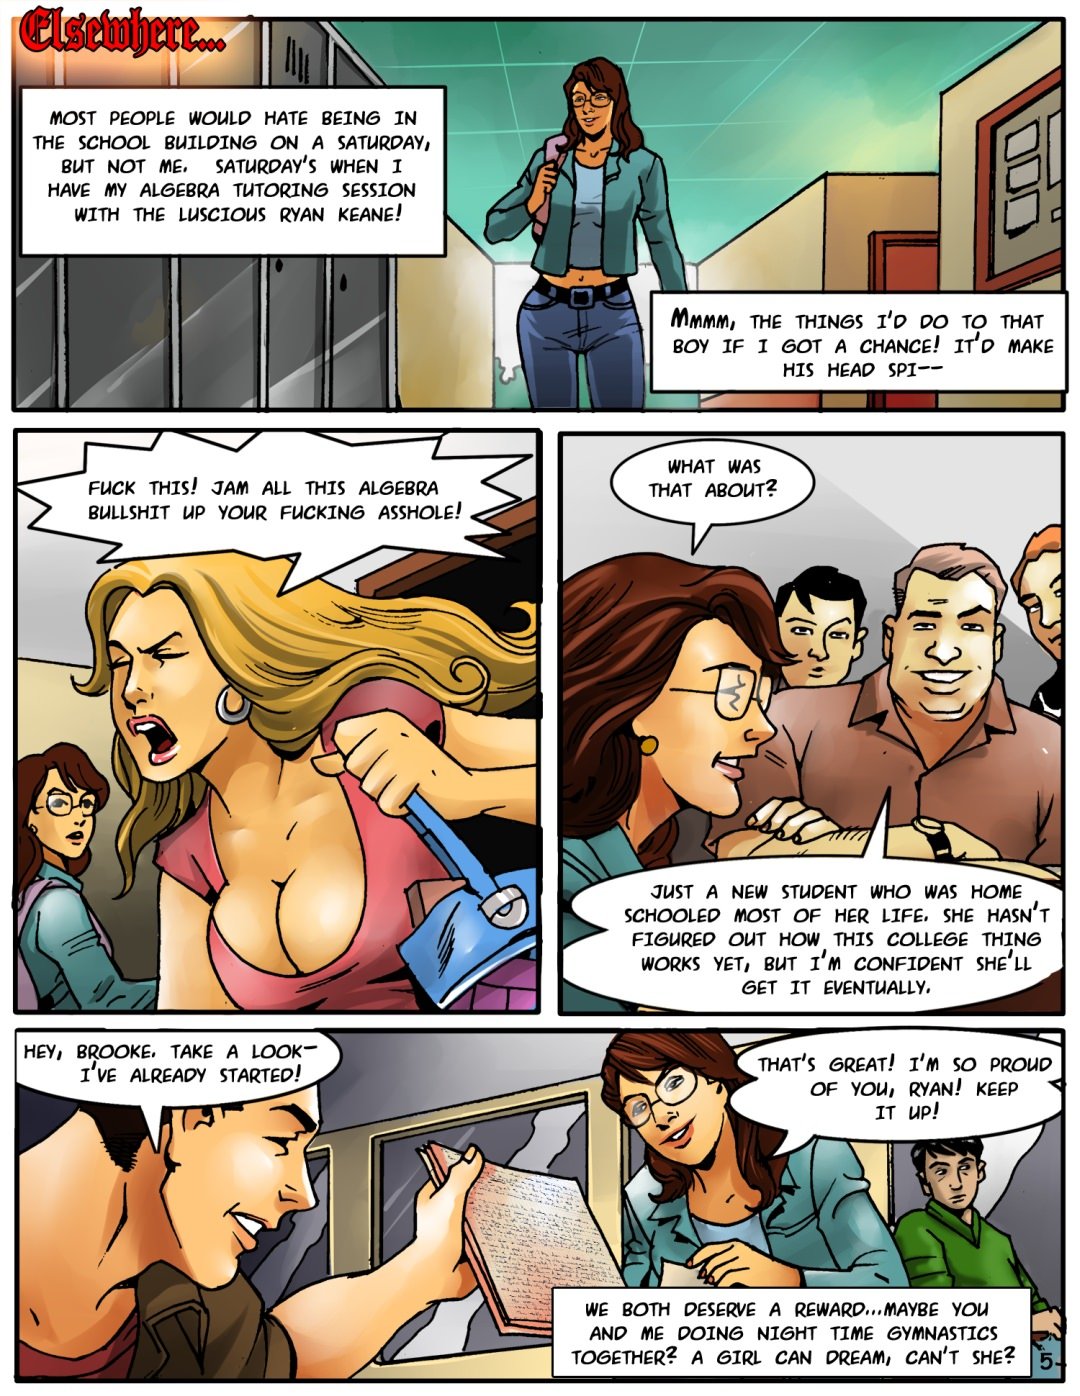 Elsewhere...
MOST PEOPLE WOULD HATE BEING IN
THE SCHOOL BUILDING ON A SATURDAY,
BUT NOT ME. SATURDAY'S WHEN I
HAVE MY ALGEBRA TUTORING SESSION
WITH THE LUSCIOUS RYAN KEANE!
MMMM, THE THINGS I'D DO TO THAT
BOY IF I GOT A CHANCE! IT'D MAKE
HIS HEAD SPI--
FUCK THIS! JAM ALL THIS ALGEBRA
BULLSHIT UP YOUR FUCKING ASSHOLE!
WHAT WAS
THAT ABOUT?
JUST A NEW STUDENT WHO WAS HOME
SCHOOLED MOST OF HER LIFE. SHE HASN'T
FIGURED OUT HOW THIS COLLEGE THING
WORKS YET, BUT I'M CONFIDENT SHE'LL
GET IT EVENTUALLY.
HEY, BROOKE. TAKE A LOOK-
I'VE ALREADY STARTED!
THAT'S GREAT! I'M SO PROUD
OF YOU, RYAN! KEEP
IT UP!
WE BOTH DESERVE A REWARD...MAYBE YOU
AND ME DOING NIGHT TIME GYMNASTICS
TOGETHER? A GIRL CAN DREAM, CAN'T SHE?
5